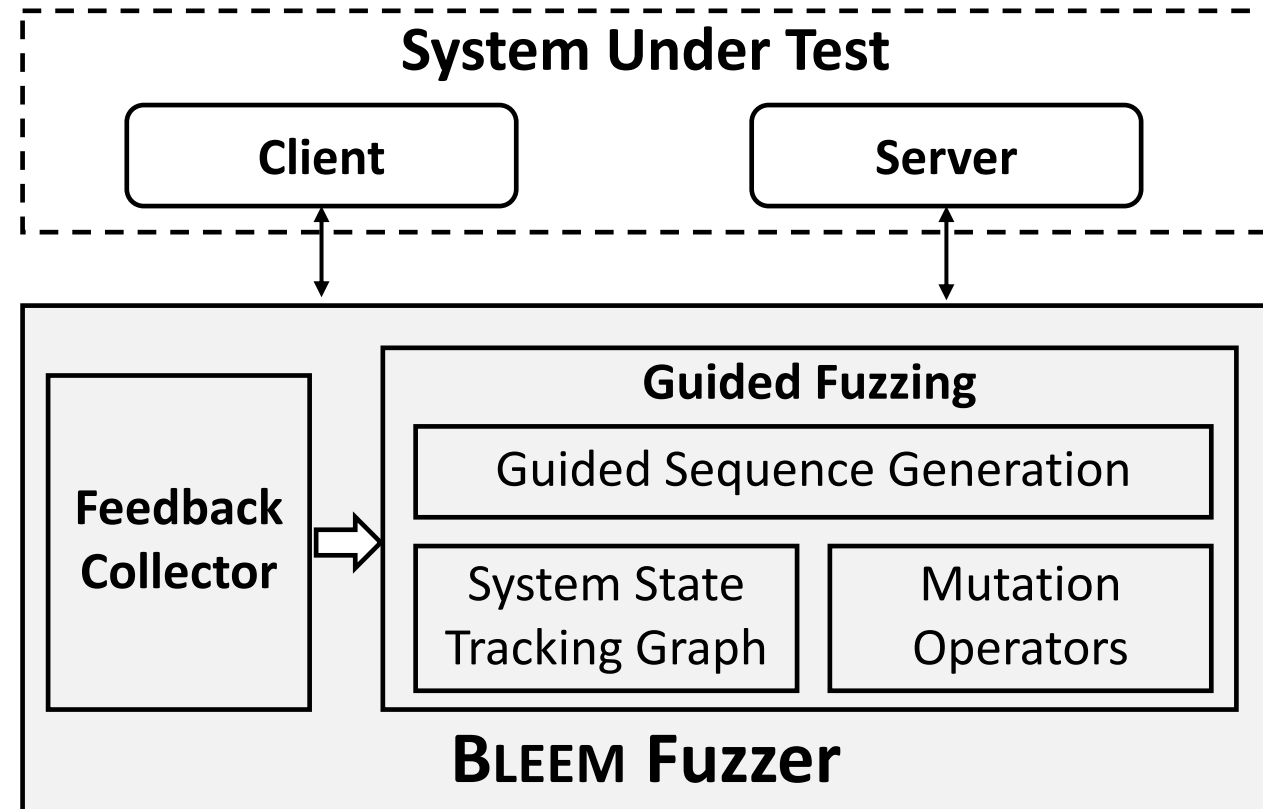 System Under Test
Client
Server
Guided Fuzzing
Guided Sequence Generation
Feedback
Collector
System State
Tracking Graph
Mutation
Operators
BLEEM Fuzzer